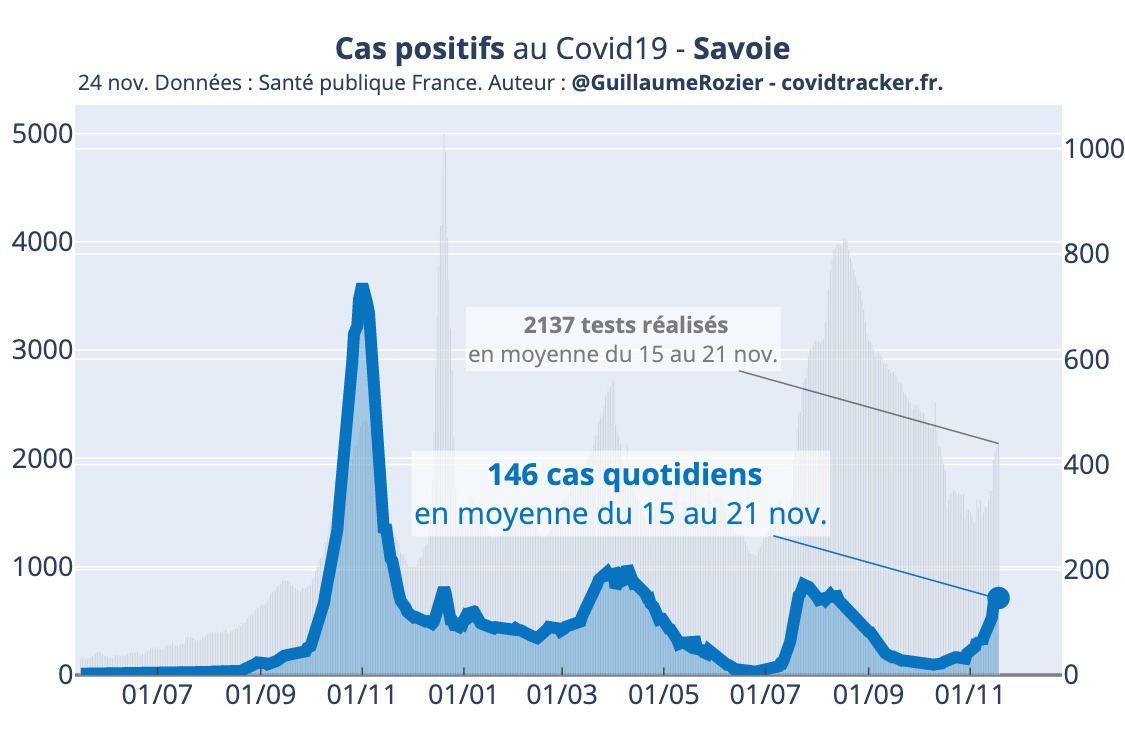 Cas positifs au Covid19 - Savoie
24 nov. Données : Santé publique France. Auteur : @GuillaumeRozier - covidtracker.fr.
5000
1000
4000
800
2137 tests réalisés
en moyenne du 15 au 21 nov.
3000
600
2000
400
146 cas quotidiens
en moyenne du 15 au 21 nov.
1000
200
0
0
01/07 01/09 01/11 01/01 01/03 01/05 01/07 01/09 01/11